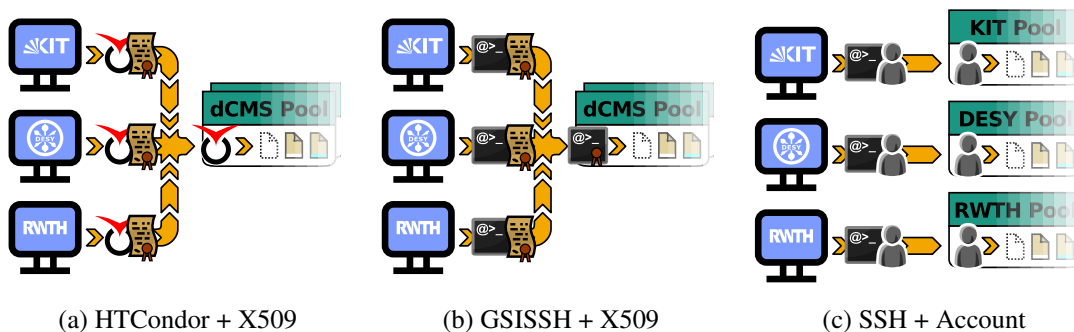 KIT
DESY
RWTH
dCMS Pool
(a) HTCondor + X509
KIT
@>_
DESY
@>_
RWTH
@>_
dCMS Pool
@>_
(b) GSISSH + X509
KIT
@>_
KIT Pool
DESY
@>_
DESY Pool
RWTH
@>_
RWTH Pool
(c) SSH + Account